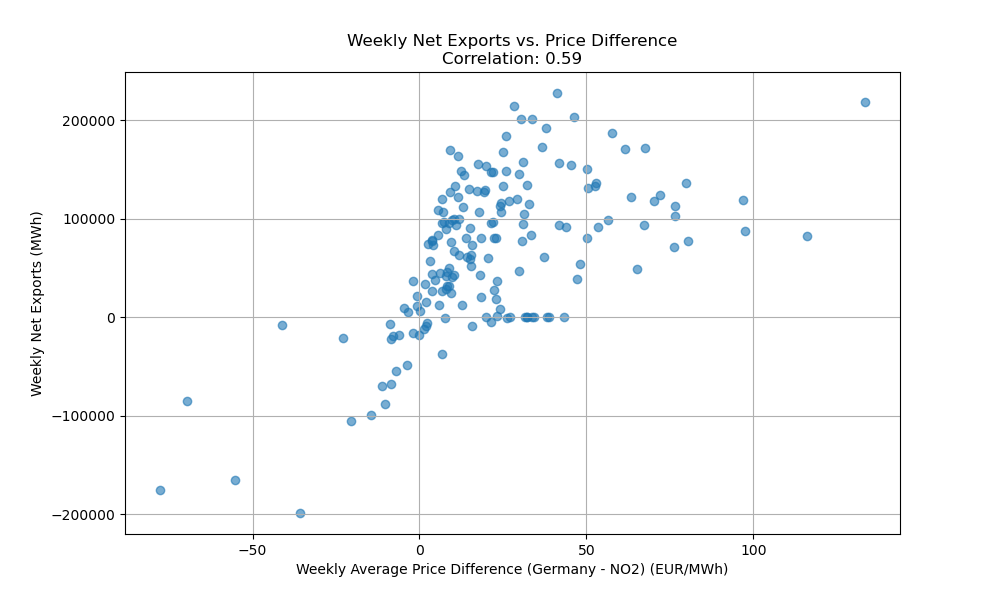 Weekly Net Exports vs. Price Difference
Correlation: 0.59
Weekly Net Exports (MWh)
200000
100000
0
−100000
−200000
−50
0
50
100
Weekly Average Price Difference (Germany - NO2) (EUR/MWh)